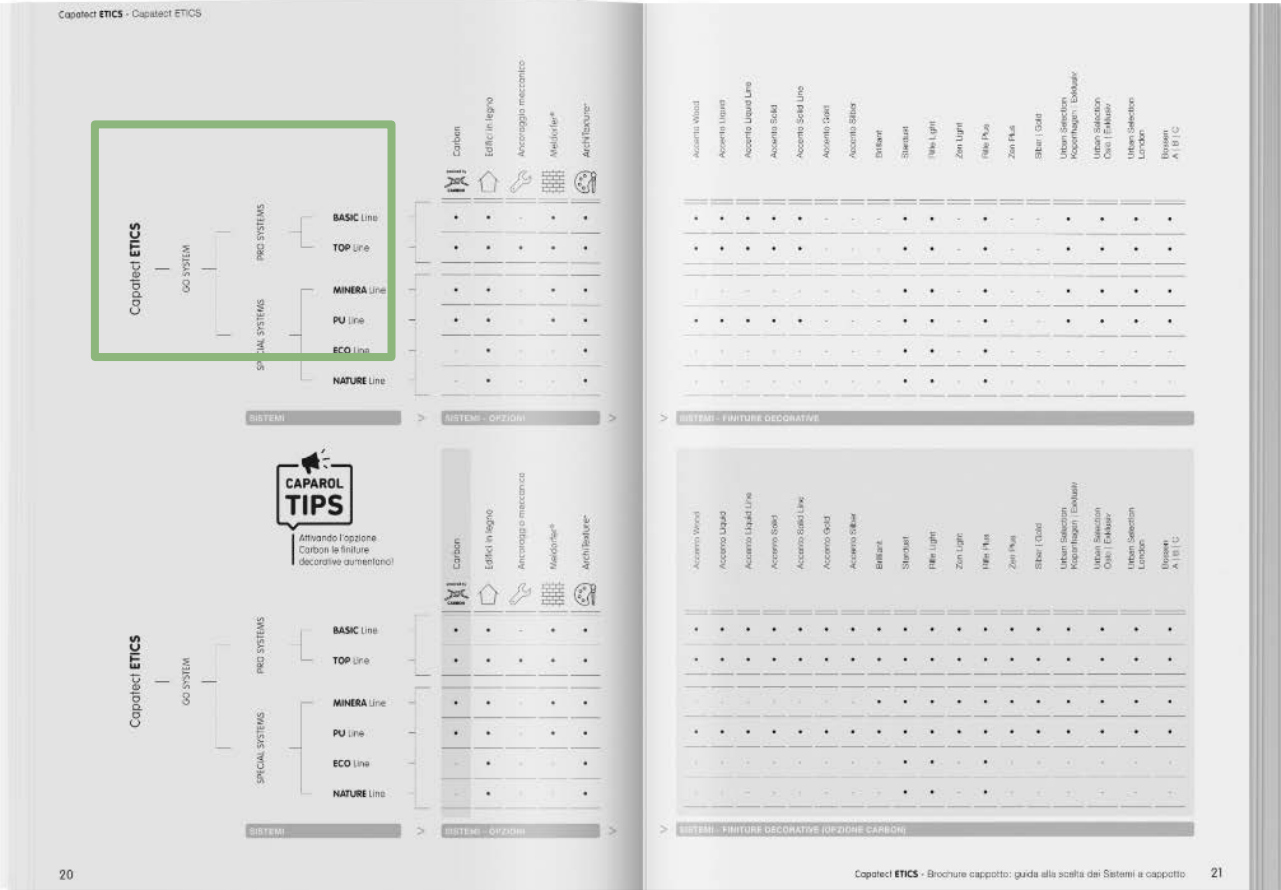 Capatect ETICS - Capatect ETICS
Carbon
Edifici in legno
Ancoraggio meccanico
Meldorfer®
ArchiTexture
powered by
CARBON
Capatect ETICS
GO SYSTEM
PRO SYSTEMS
SPECIAL SYSTEMS
BASIC Line
TOP Line
MINERA Line
PU Line
ECO Line
NATURE Line
SISTEMI > SISTEMI - OPZIONI >
CAPAROL
TIPS
Attivando l'opzione
Carbon le finiture
decorative aumentano!
Carbon
Edifici in legno
Ancoraggio meccanico
Meldorfer®
ArchiTexture
powered by
CARBON
Capatect ETICS
GO SYSTEM
PRO SYSTEMS
SPECIAL SYSTEMS
BASIC Line
TOP Line
MINERA Line
PU Line
ECO Line
NATURE Line
SISTEMI > SISTEMI - OPZIONI >
20
Accento Wood
Accento Liquid
Accento Liquid Line
Accento Solid
Accento Solid Line
Accento Gold
Accento Silber
Brilliant
Stardust
Rille Light
Zen Light
Rille Plus
Zen Plus
Silber | Gold
Urban Selection
Kopenhagen | Exklusiv
Urban Selection
Oslo | Exklusiv
Urban Selection
London
Bossen
A | B | C
> SISTEMI - FINITURE DECORATIVE
Accento Wood
Accento Liquid
Accento Liquid Line
Accento Solid
Accento Solid Line
Accento Gold
Accento Silber
Brilliant
Stardust
Rille Light
Zen Light
Rille Plus
Zen Plus
Silber | Gold
Urban Selection
Kopenhagen | Exklusiv
Urban Selection
Oslo | Exklusiv
Urban Selection
London
Bossen
A | B | C
> SISTEMI - FINITURE DECORATIVE (OPZIONE CARBON)
Capatect ETICS - Brochure cappotto: guida alla scelta dei Sistemi a cappotto 21